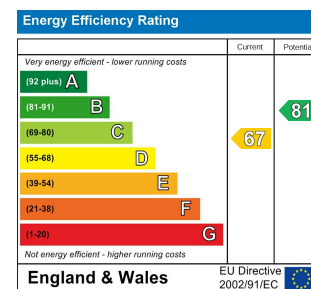 Energy Efficiency Rating
Current Potentia
Very energy efficient - lower running costs
(92 plus) A
(81-91) B
81
(69-80) C
67
(55-68) D
(39-54) E
(21-38) F
(1-20) G
Not energy efficient - higher running costs
England & Wales
EU Directive
2002/91/EC